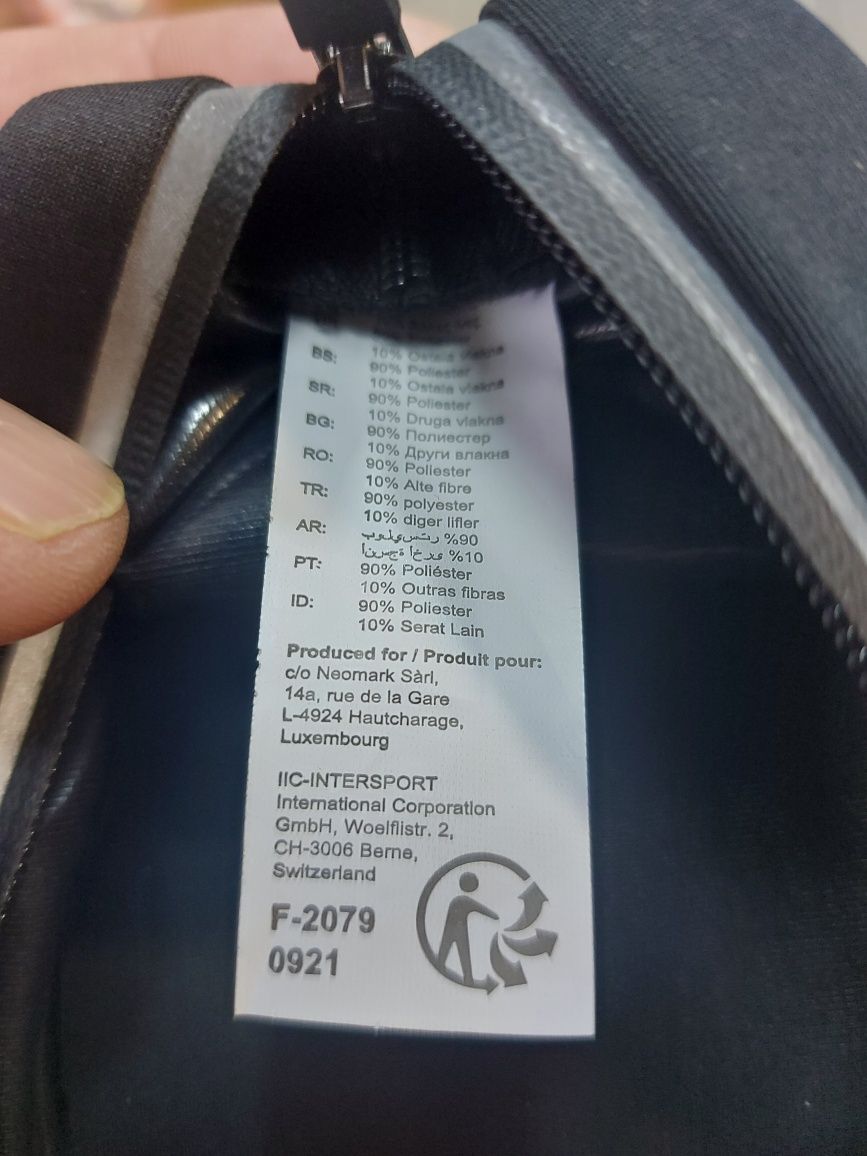 BS: 10% Ostala vlakna
90% Poliester
SR: 10% Ostala vlakna
90% Poliester
BG: 10% Druga vlakna
90% Полиестер
RO: 10% Други влакна
90% Poliester
TR: 10% Alte fibre
90% polyester
AR: 10% diger lifler
90% بوليستر
10% أنسجة أخرى
PT: 90% Poliéster
10% Outras fibras
ID: 90% Poliester
10% Serat Lain
Produced for / Produit pour:
c/o Neomark Sàrl,
14a, rue de la Gare
L-4924 Hautcharage,
Luxembourg
IIC-INTERSPORT
International Corporation
GmbH, Woelflistr. 2,
CH-3006 Berne,
Switzerland
F-2079
0921